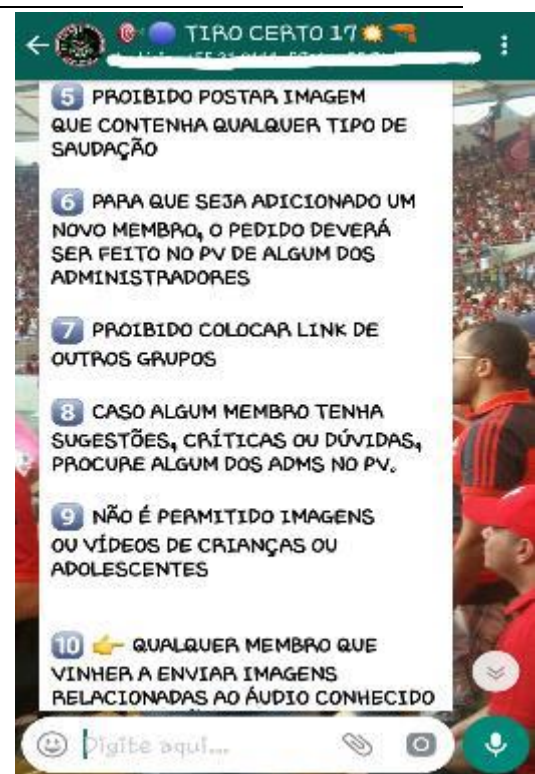 TIRO CERTO 17
5 PROIBIDO POSTAR IMAGEM
QUE CONTENHA QUALQUER TIPO DE
SAUDAÇÃO
6 PARA QUE SEJA ADICIONADO UM
NOVO MEMBRO, O PEDIDO DEVERÁ
SER FEITO NO PV DE ALGUM DOS
ADMINISTRADORES
7 PROIBIDO COLOCAR LINK DE
OUTROS GRUPOS
8 CASO ALGUM MEMBRO TENHA
SUGESTÕES, CRÍTICAS OU DÚVIDAS,
PROCURE ALGUM DOS ADMS NO PV.
9 NÃO É PERMITIDO IMAGENS
OU VÍDEOS DE CRIANÇAS OU
ADOLESCENTES
10 QUALQUER MEMBRO QUE
VINHER A ENVIAR IMAGENS
RELACIONADAS AO ÁUDIO CONHECIDO
Digite aqui...